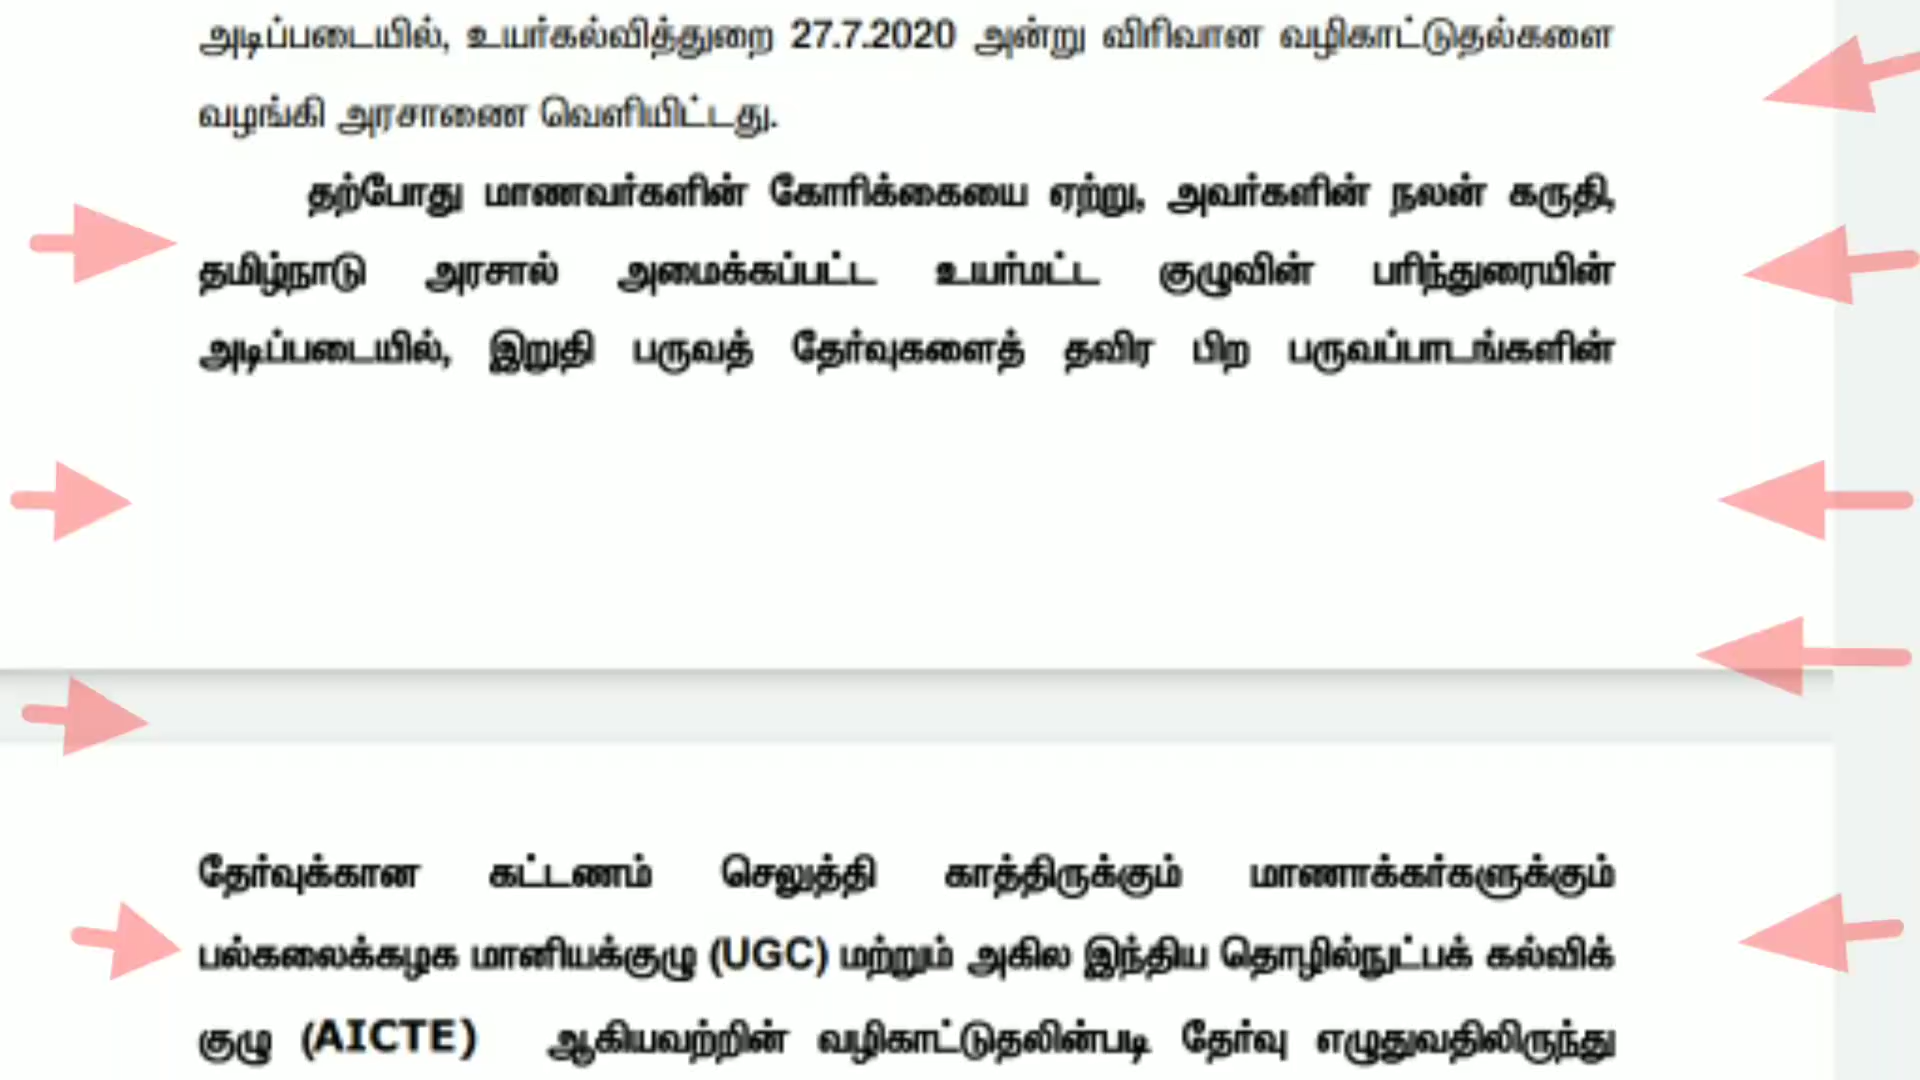 அடிப்படையில், உயர்கல்வித்துறை 27.7.2020 அன்று விரிவான வழிகாட்டுதல்களை
வழங்கி அரசாணை வெளியிட்டது.
தற்போது மாணவர்களின் கோரிக்கையை ஏற்று, அவர்களின் நலன் கருதி,
தமிழ்நாடு அரசால் அமைக்கப்பட்ட உயர்மட்ட குழுவின் பரிந்துரையின்
அடிப்படையில், இறுதி பருவத் தேர்வுகளைத் தவிர பிற பருவப்பாடங்களின்
தேர்வுக்கான கட்டணம் செலுத்தி காத்திருக்கும் மாணாக்கர்களுக்கும்
பல்கலைக்கழக மானியக்குழு (UGC) மற்றும் அகில இந்திய தொழில்நுட்பக் கல்விக்
குழு (AICTE) ஆகியவற்றின் வழிகாட்டுதலின்படி தேர்வு எழுதுவதிலிருந்து